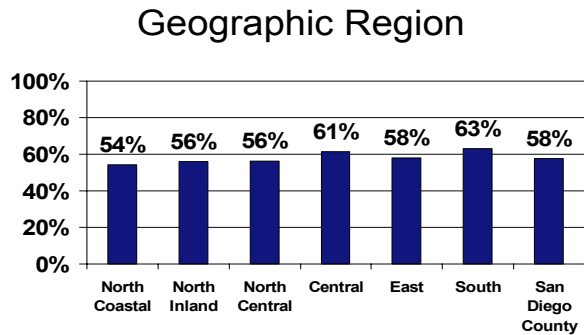 Geographic Region
100%
80%
60%
40%
20%
0%
54%
56%
56%
61%
58%
63%
58%
North
Coastal
North
Inland
North
Central
Central
East
South
San
Diego
County